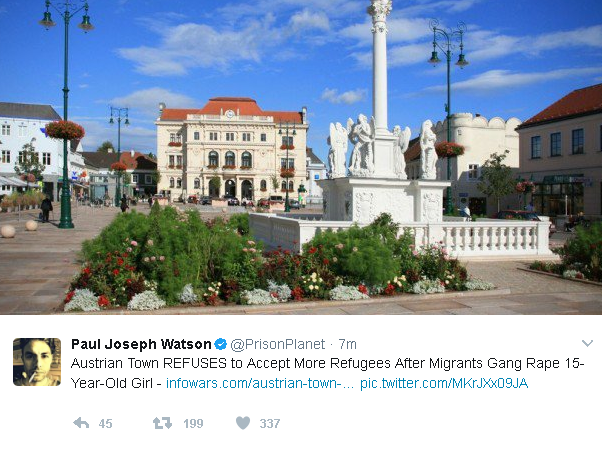 Paul Joseph Watson @PrisonPlanet · 7m
Austrian Town REFUSES to Accept More Refugees After Migrants Gang Rape 15-
Year-Old Girl - infowars.com/austrian-town-... pic.twitter.com/MKrJXx09JA
45 199 337